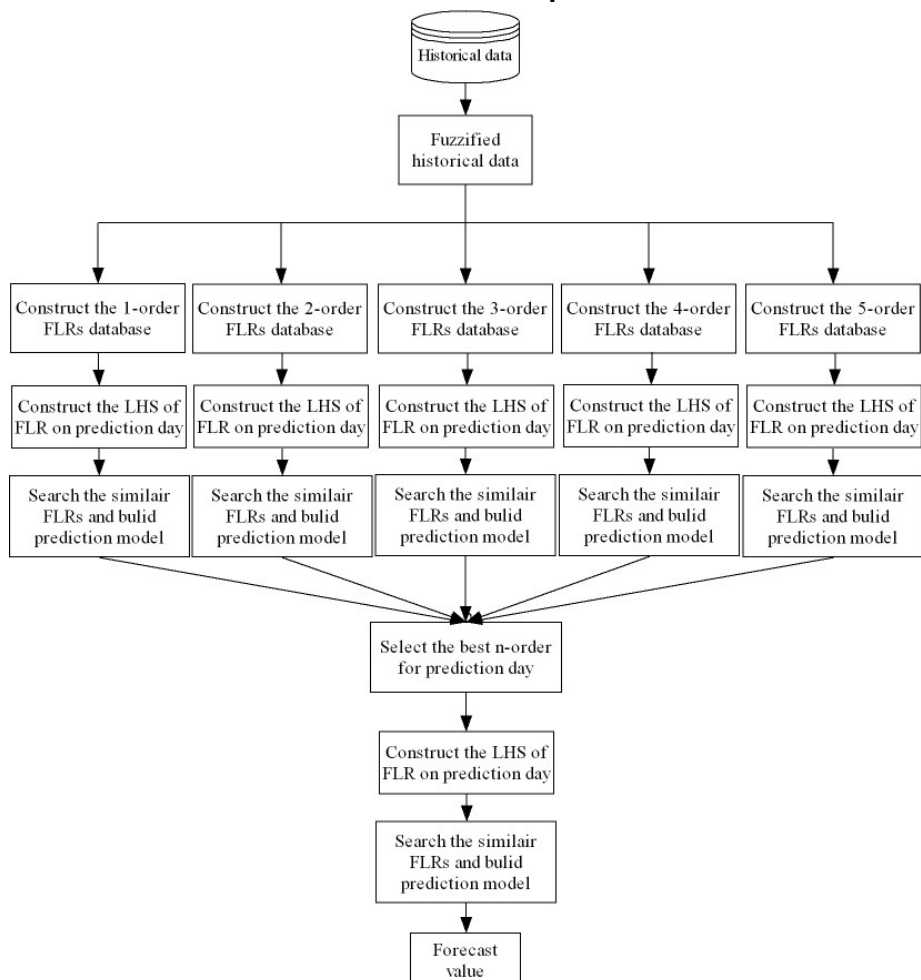 Historical data
Fuzzified
historical data
Construct the 1-order
FLRs database
Construct the 2-order
FLRs database
Construct the 3-order
FLRs database
Construct the 4-order
FLRs database
Construct the 5-order
FLRs database
Construct the LHS of
FLR on prediction day
Construct the LHS of
FLR on prediction day
Construct the LHS of
FLR on prediction day
Construct the LHS of
FLR on prediction day
Construct the LHS of
FLR on prediction day
Search the similair
FLRs and bulid
prediction model
Search the similair
FLRs and bulid
prediction model
Search the similair
FLRs and bulid
prediction model
Search the similair
FLRs and bulid
prediction model
Search the similair
FLRs and bulid
prediction model
Select the best n-order
for prediction day
Construct the LHS of
FLR on prediction day
Search the similair
FLRs and bulid
prediction model
Forecast
value